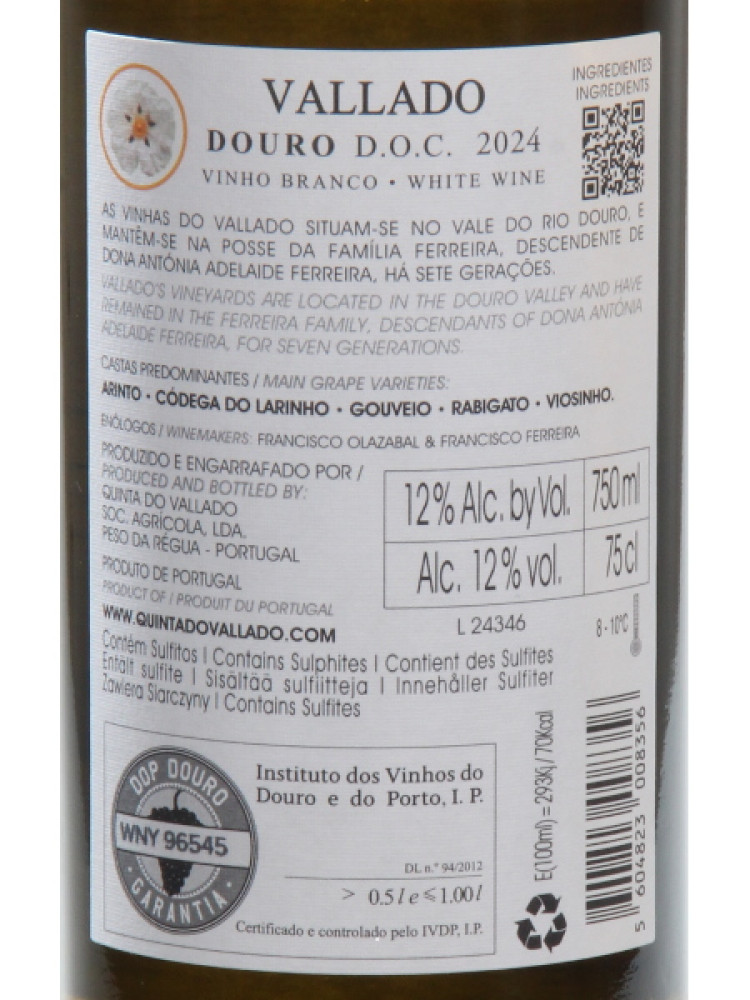 INGREDIENTES
INGREDIENTS
VALLADO
DOURO D.O.C. 2024
VINHO BRANCO • WHITE WINE
AS VINHAS DO VALLADO SITUAM-SE NO VALE DO RIO DOURO, E
MANTÊM-SE NA POSSE DA FAMÍLIA FERREIRA, DESCENDENTE DE
DONA ANTÓNIA ADELAIDE FERREIRA, HÁ SETE GERAÇÕES.
VALLADO'S VINEYARDS ARE LOCATED IN THE DOURO VALLEY AND HAVE
REMAINED IN THE FERREIRA FAMILY, DESCENDANTS OF DONA ANTÓNIA
ADELAIDE FERREIRA, FOR SEVEN GENERATIONS.
CASTAS PREDOMINANTES / MAIN GRAPE VARIETIES:
ARINTO • CÓDEGA DO LARINHO • GOUVEIO • RABIGATO • VIOSINHO.
ENÓLOGOS / WINEMAKERS: FRANCISCO OLAZABAL & FRANCISCO FERREIRA
PRODUZIDO E ENGARRAFADO POR /
PRODUCED AND BOTTLED BY:
QUINTA DO VALLADO
SOC. AGRÍCOLA, LDA.
PESO DA RÉGUA - PORTUGAL
PRODUTO DE PORTUGAL
PRODUCT OF / PRODUIT DU PORTUGAL
WWW.QUINTADOVALLADO.COM
12% Alc. by Vol. 750 ml
Alc. 12% vol. 75 cl
L 24346
8 - 10ºC
Contém Sulfitos | Contains Sulphites | Contient des Sulfites
Enthält sulfite | Sisältää sulfiitteja | Innehåller Sulfiter
Zawiera Siarczyny | Contains Sulfites
DOP DOURO
WNY 96545
• GARANTIA •
Instituto dos Vinhos do
Douro e do Porto, I. P.
DL n.º 94/2012
> 0.5 l e ≤ 1.00 l
Certificado e controlado pelo IVDP, I.P.
E(100ml) = 293Kj / 70Kcal
5 604823 008356